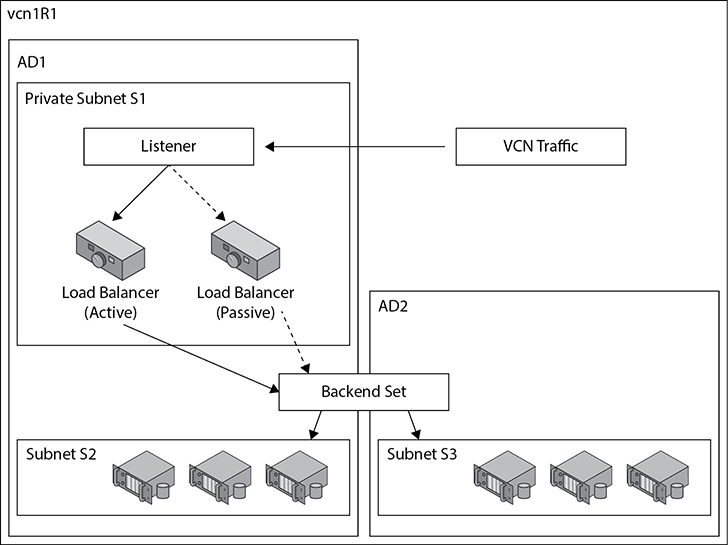 vcn1R1
AD1
Private Subnet S1
Listener
VCN Traffic
Load Balancer
(Active)
Load Balancer
(Passive)
AD2
Backend Set
Subnet S2
Subnet S3